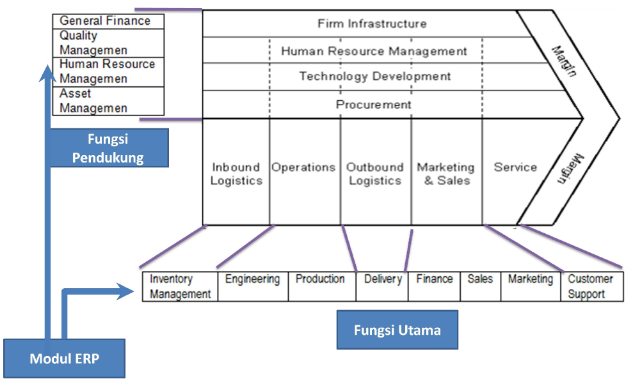 General Finance
Quality
Managemen
Human Resource
Managemen
Asset
Managemen
Fungsi
Pendukung
Firm Infrastructure
Human Resource Management
Technology Development
Procurement
Margin
Margin
Inbound
Logistics
Operations
Outbound
Logistics
Marketing
& Sales
Service
Inventory
Management
Engineering
Production
Delivery
Finance
Sales
Marketing
Customer
Support
Fungsi Utama
Modul ERP